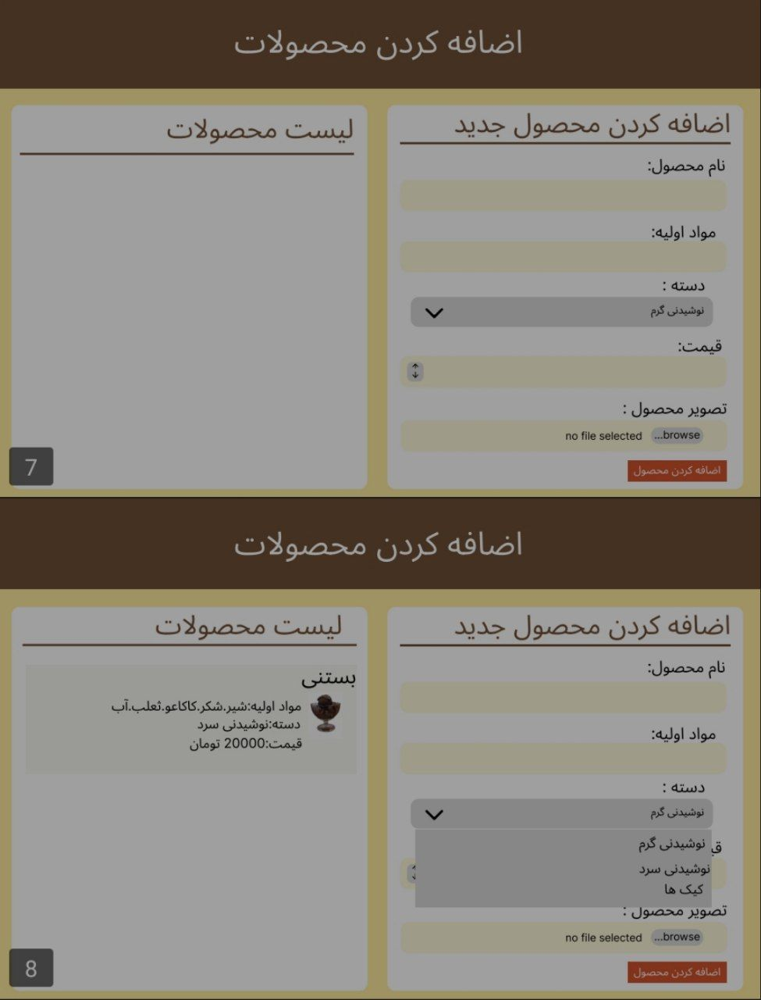 اضافه کردن محصولات
اضافه کردن محصول جدید
نام محصول:
مواد اولیه:
دسته :
نوشیدنی گرم
قیمت:
تصویر محصول :
browse... no file selected
اضافه کردن محصول
لیست محصولات
7
اضافه کردن محصولات
اضافه کردن محصول جدید
نام محصول:
مواد اولیه:
دسته :
نوشیدنی گرم
نوشیدنی گرم
نوشیدنی سرد
کیک ها
تصویر محصول :
browse... no file selected
اضافه کردن محصول
لیست محصولات
بستنی
مواد اولیه:شیر.شکر.کاکاعو.ثعلب.آب
دسته:نوشیدنی سرد
قیمت:20000 تومان
8